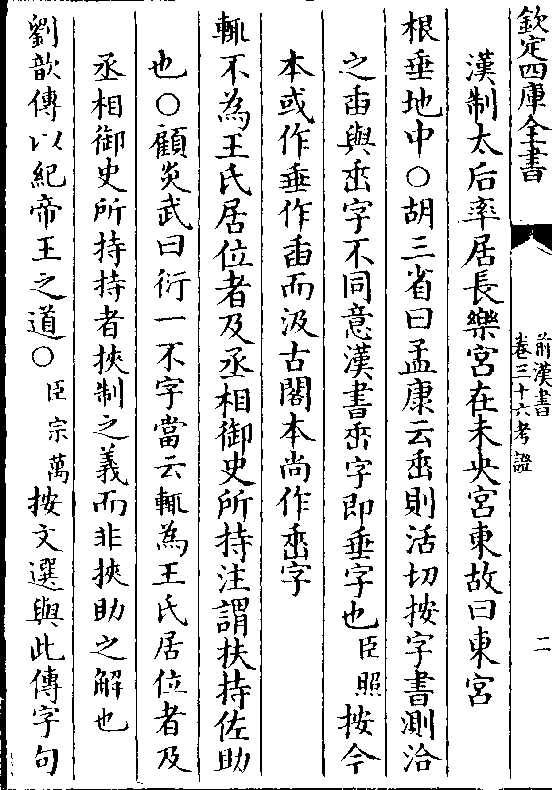 欽定四庫全書
前漢書
卷三十六考證
二
漢制太后率居長樂宮在未央宮東故曰東宮
根垂地中○胡三省曰孟康云則活切按字書測洽
之臿與字不同意漢書字即垂字也臣照按今
本或作垂作臿而汲古閣本尚作字
輒不為王氏居位者及丞相御史所持注謂扶持佐助
也○顧炎武曰衍一不字當云輒為王氏居位者及
丞相御史所持持者挾制之義而非挾助之解也
劉歆傳以紀帝王之道○臣宗萬按文選與此傳字句